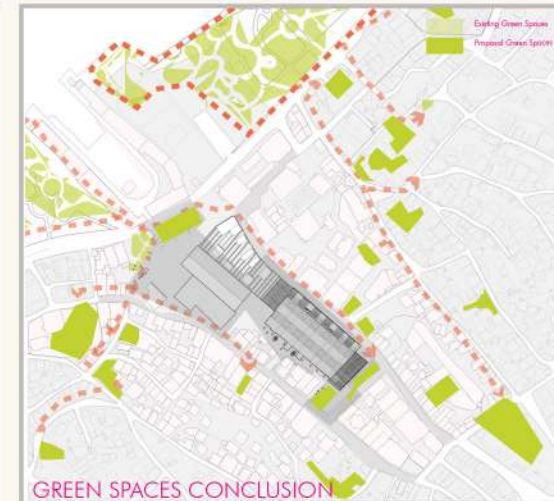 Existing Green Spaces
Proposed Green Spaces
GREEN SPACES CONCLUSION